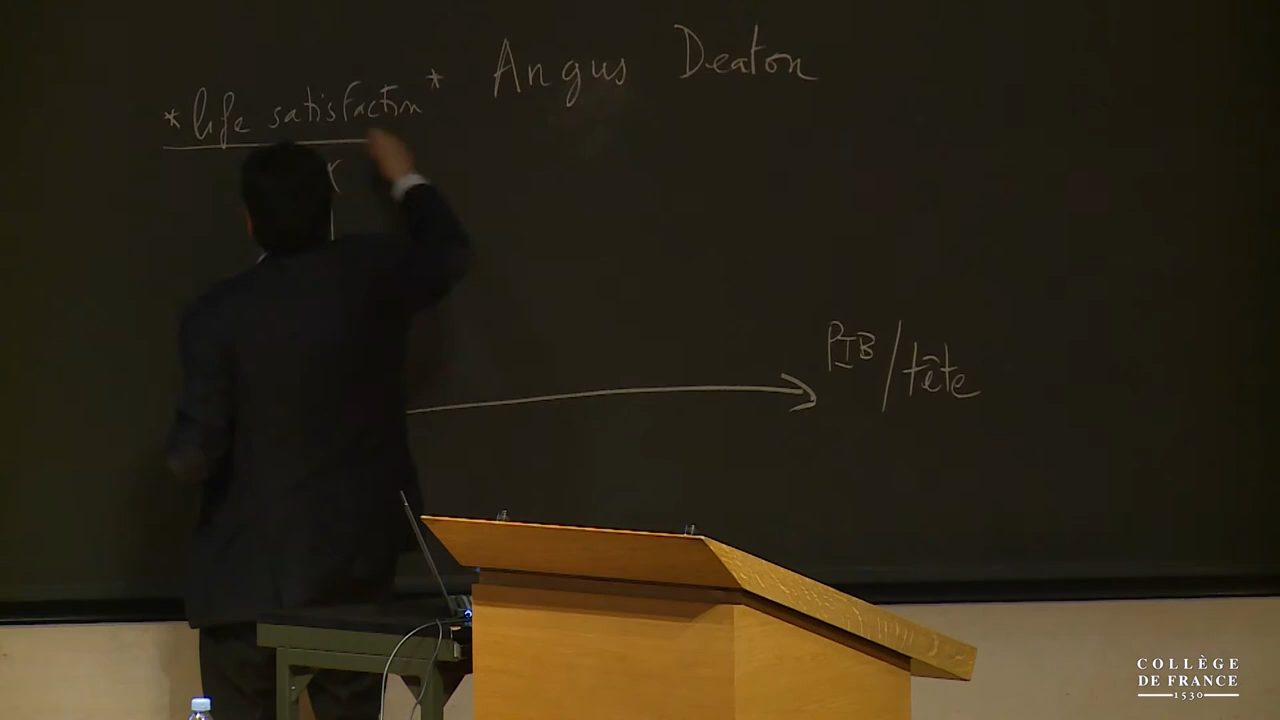 Angus Deaton
*life satisfaction*
PIB/tête
COLLÈGE
DE FRANCE
1530